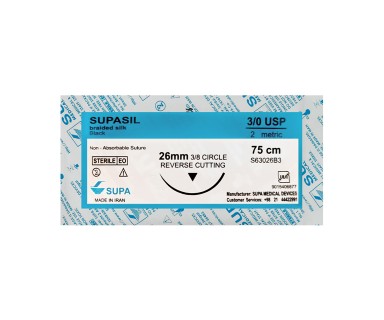 SUPASIL
braided silk
Black
3/0 USP
2 metric
Non - Absorbable Suture
STERILE EO
26mm 3/8 CIRCLE
REVERSE CUTTING
75 cm
S63026B3
SUPA
MADE IN IRAN
Manufacturer: SUPA MEDICAL DEVICES
Customer Services: +98 21 44422991